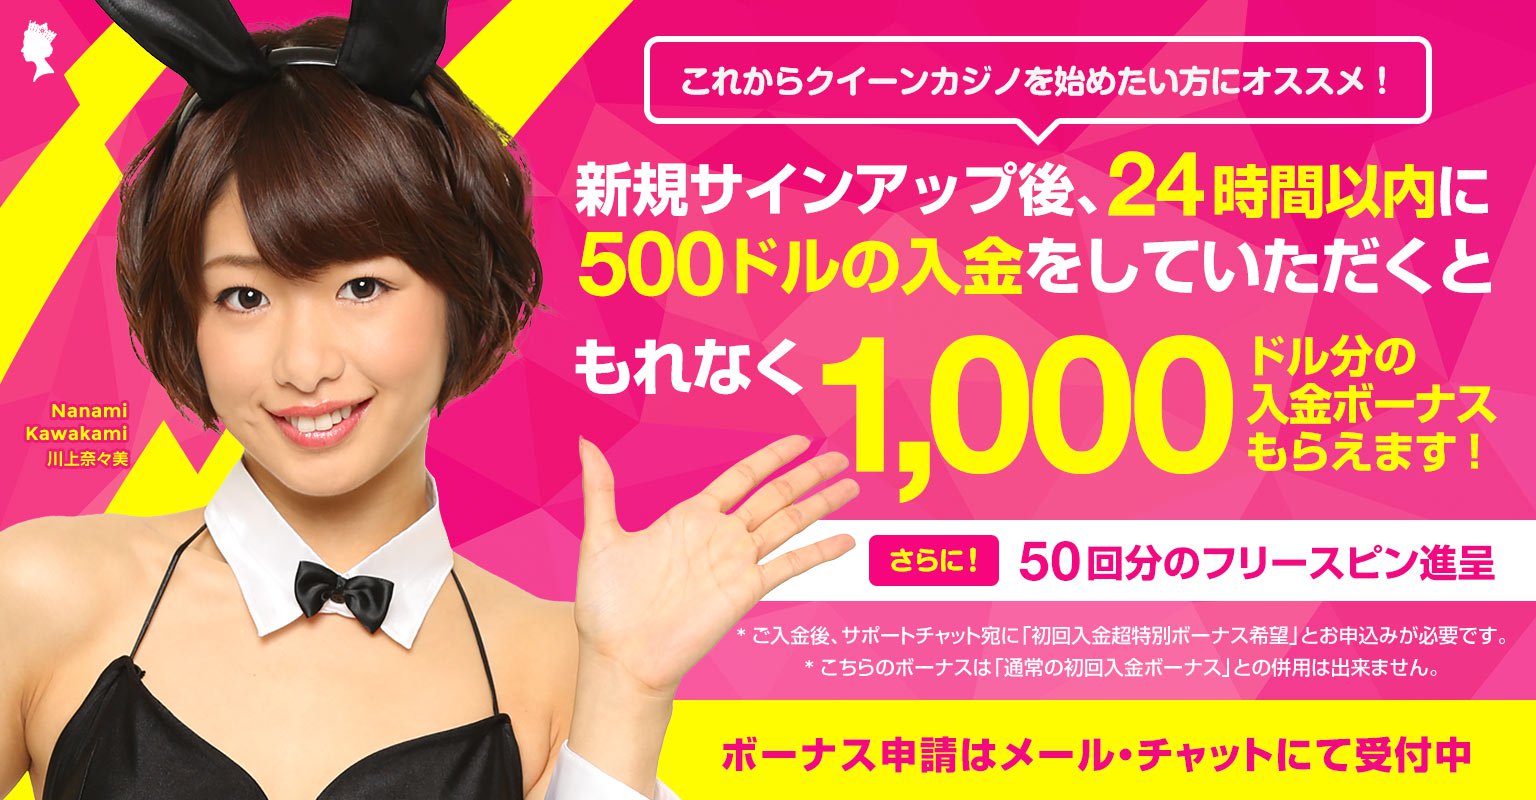 これからクイーンカジノを始めたい方にオススメ！
新規サインアップ後、24時間以内に
500ドルの入金をしていただくと
もれなく1,000ドル分の
入金ボーナス
もらえます！
Nanami
Kawakami
川上奈々美
さらに！ 50回分のフリースピン進呈
* ご入金後、サポートチャット宛に「初回入金超特別ボーナス希望」とお申込みが必要です。
* こちらのボーナスは「通常の初回入金ボーナス」との併用は出来ません。
ボーナス申請はメール・チャットにて受付中